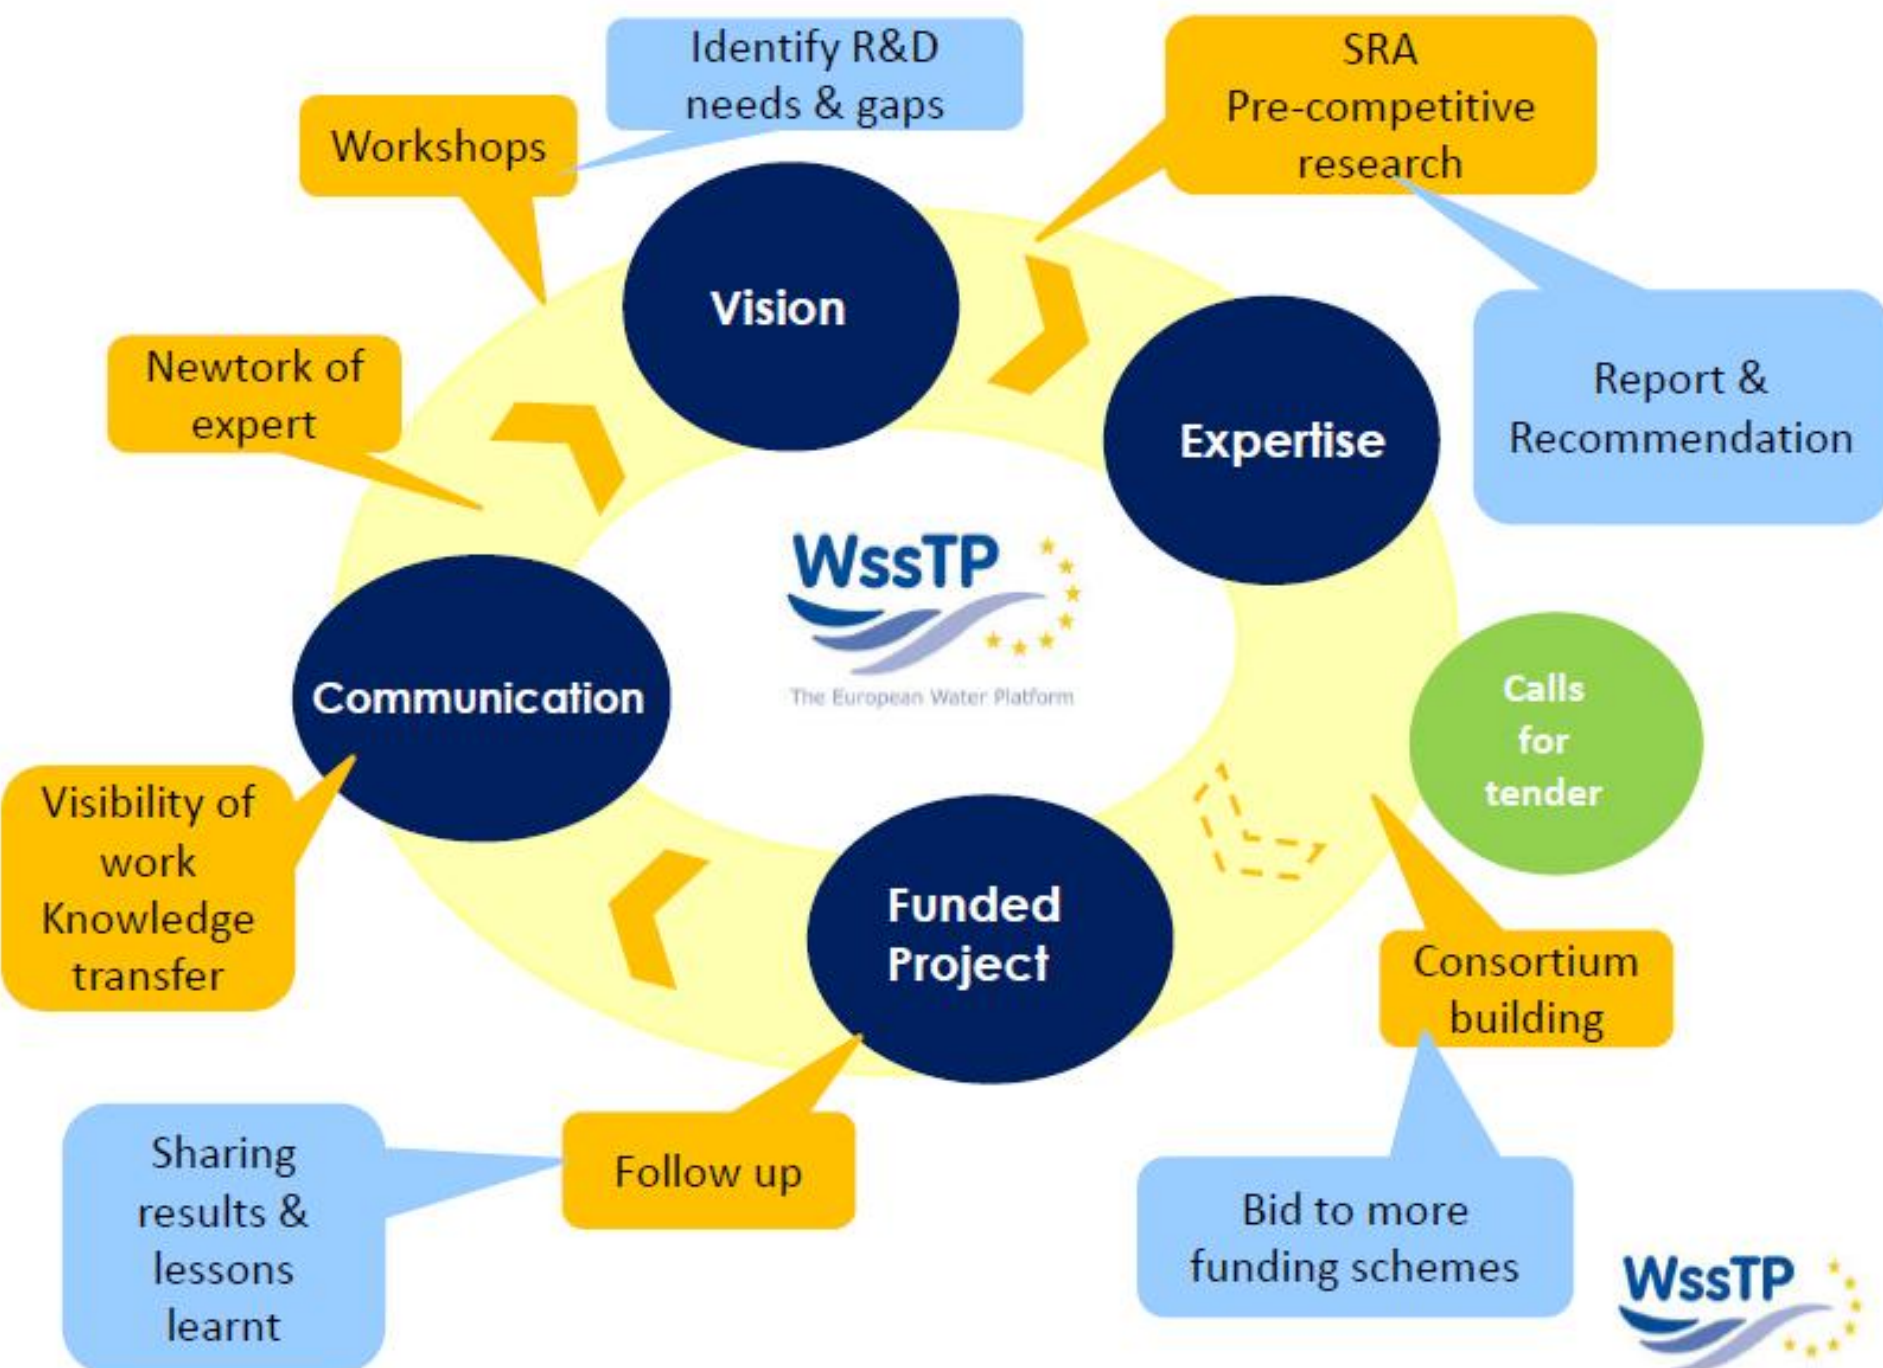 Identify R&D
needs & gaps
SRA
Pre-competitive
research
Workshops
Vision
Newtork of
expert
Expertise
Report &
Recommendation
WssTP
The European Water Platform
Communication
Calls
for
tender
Visibility of
work
Knowledge
transfer
Funded
Project
Consortium
building
Sharing
results &
lessons
learnt
Follow up
Bid to more
funding schemes
WssTP